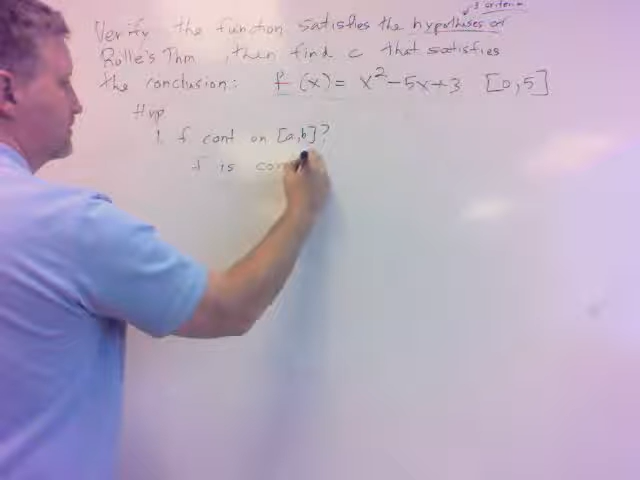 3 criteria
Verify the function satisfies the hypotheses of
Rolle's Thm, then find c that satisfies
the conclusion: f(x) = x² - 5x + 3 [0,5]
Hyp
1. f cont on [a,b]?
f is con